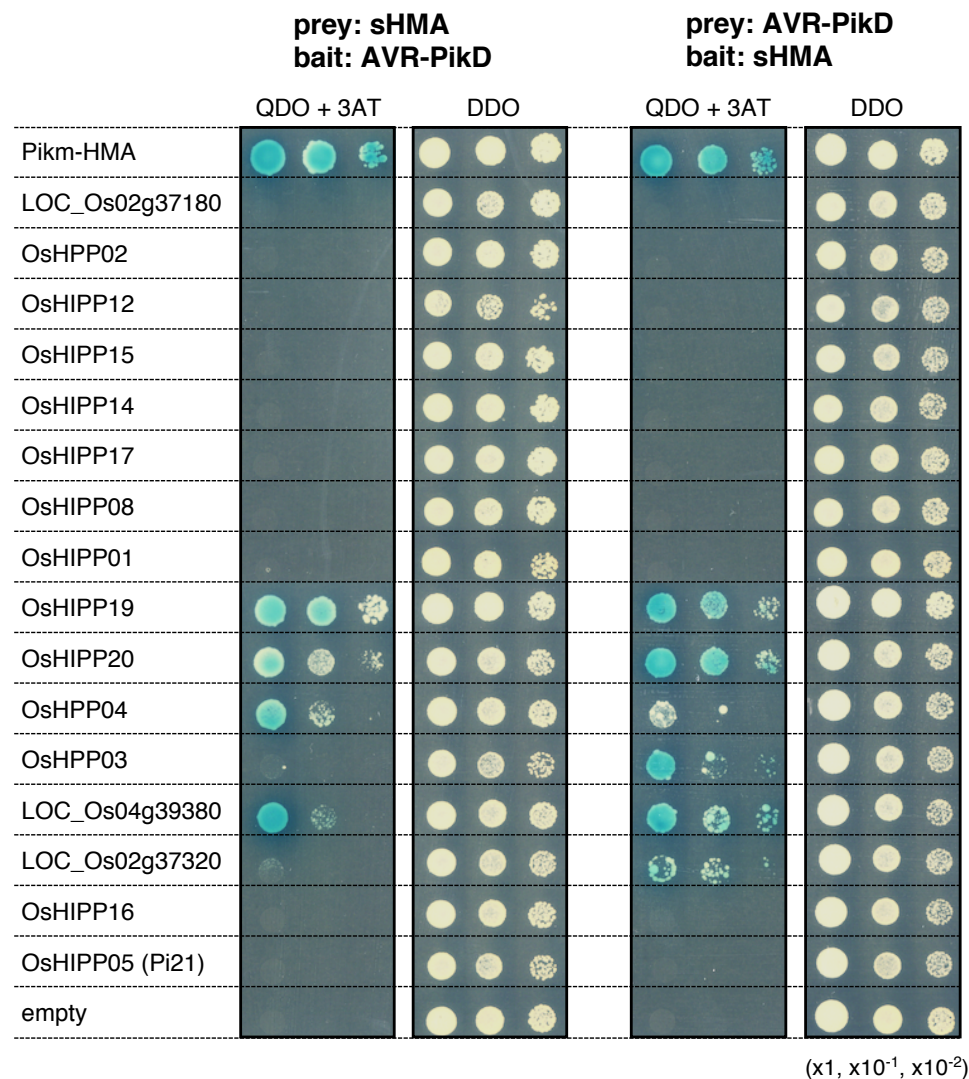 prey: sHMA
bait: AVR-PikD
prey: AVR-PikD
bait: sHMA
QDO + 3AT
DDO
QDO + 3AT
DDO
Pikm-HMA
LOC_Os02g37180
OsHPP02
OsHIPP12
OsHIPP15
OsHIPP14
OsHIPP17
OsHIPP08
OsHIPP01
OsHIPP19
OsHIPP20
OsHPP04
OsHPP03
LOC_Os04g39380
LOC_Os02g37320
OsHIPP16
OsHIPP05 (Pi21)
empty
(x1, x10⁻¹, x10⁻²)